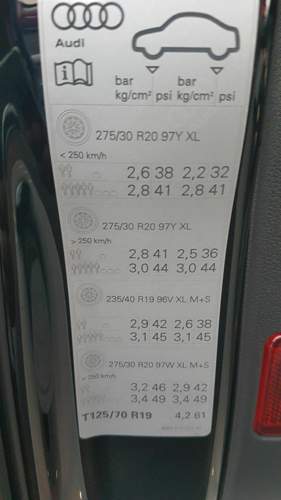 Audi
bar bar
kg/cm² psi kg/cm² psi
275/30 R20 97Y XL
< 250 km/h
2,6 38 2,2 32
2,8 41 2,8 41
275/30 R20 97Y XL
> 250 km/h
2,8 41 2,5 36
3,0 44 3,0 44
235/40 R19 96V XL M+S
2,9 42 2,6 38
3,1 45 3,1 45
275/30 R20 97W XL M+S
< 250 km/h
3,2 46 2,9 42
3,4 49 3,4 49
T125/70 R19 4,2 61